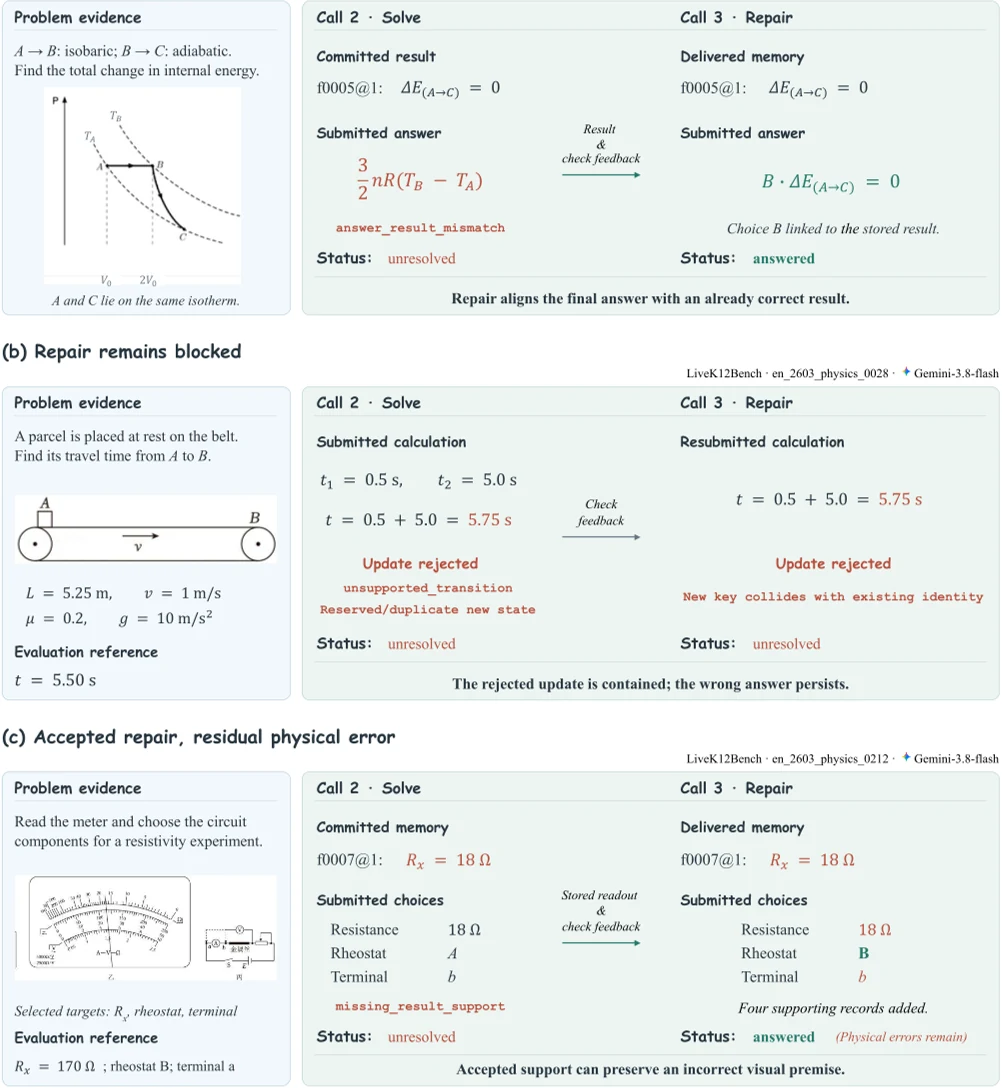 Problem evidence
A → B: isobaric; B → C: adiabatic.
Find the total change in internal energy.
P
T_B
T_A
A
B
C
V_0 2V_0
A and C lie on the same isotherm.
Call 2 · Solve
Committed result
f0005@1: ΔE_(A→C) = 0
Submitted answer
3/2 nR(T_B − T_A)
answer_result_mismatch
Status: unresolved
Result
&
check feedback
Call 3 · Repair
Delivered memory
f0005@1: ΔE_(A→C) = 0
Submitted answer
B · ΔE_(A→C) = 0
Choice B linked to the stored result.
Status: answered
Repair aligns the final answer with an already correct result.
(b) Repair remains blocked
LiveK12Bench · en_2603_physics_0028 · Gemini-3.8-flash
Problem evidence
A parcel is placed at rest on the belt.
Find its travel time from A to B.
A
B
v
L = 5.25 m, v = 1 m/s
μ = 0.2, g = 10 m/s²
Evaluation reference
t = 5.50 s
Call 2 · Solve
Submitted calculation
t_1 = 0.5 s, t_2 = 5.0 s
t = 0.5 + 5.0 = 5.75 s
Update rejected
unsupported_transition
Reserved/duplicate new state
Status: unresolved
Check
feedback
Call 3 · Repair
Resubmitted calculation
t = 0.5 + 5.0 = 5.75 s
Update rejected
New key collides with existing identity
Status: unresolved
The rejected update is contained; the wrong answer persists.
(c) Accepted repair, residual physical error
LiveK12Bench · en_2603_physics_0212 · Gemini-3.8-flash
Problem evidence
Read the meter and choose the circuit
components for a resistivity experiment.
A—V—Ω
金属丝
V
A
S
E
丙
Selected targets: R_x, rheostat, terminal
Evaluation reference
R_x = 170 Ω ; rheostat B; terminal a
Call 2 · Solve
Committed memory
f0007@1: R_x = 18 Ω
Submitted choices
Resistance 18 Ω
Rheostat A
Terminal b
missing_result_support
Status: unresolved
Stored readout
&
check feedback
Call 3 · Repair
Delivered memory
f0007@1: R_x = 18 Ω
Submitted choices
Resistance 18 Ω
Rheostat B
Terminal b
Four supporting records added.
Status: answered (Physical errors remain)
Accepted support can preserve an incorrect visual premise.